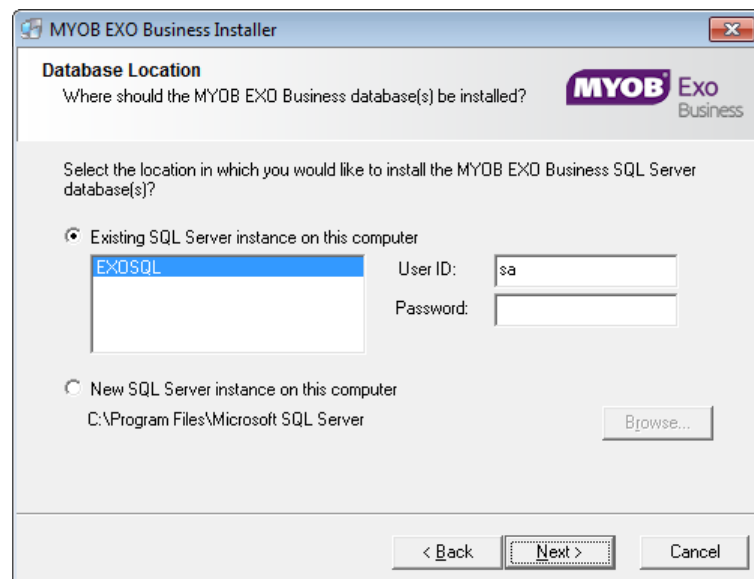 MYOB EXO Business Installer
Database Location
Where should the MYOB EXO Business database(s) be installed?
MYOB Exo
Business
Select the location in which you would like to install the MYOB EXO Business SQL Server
database(s)?
Existing SQL Server instance on this computer
EXOSQL
User ID:
sa
Password:
New SQL Server instance on this computer
C:\Program Files\Microsoft SQL Server
Browse...
< Back
Next >
Cancel